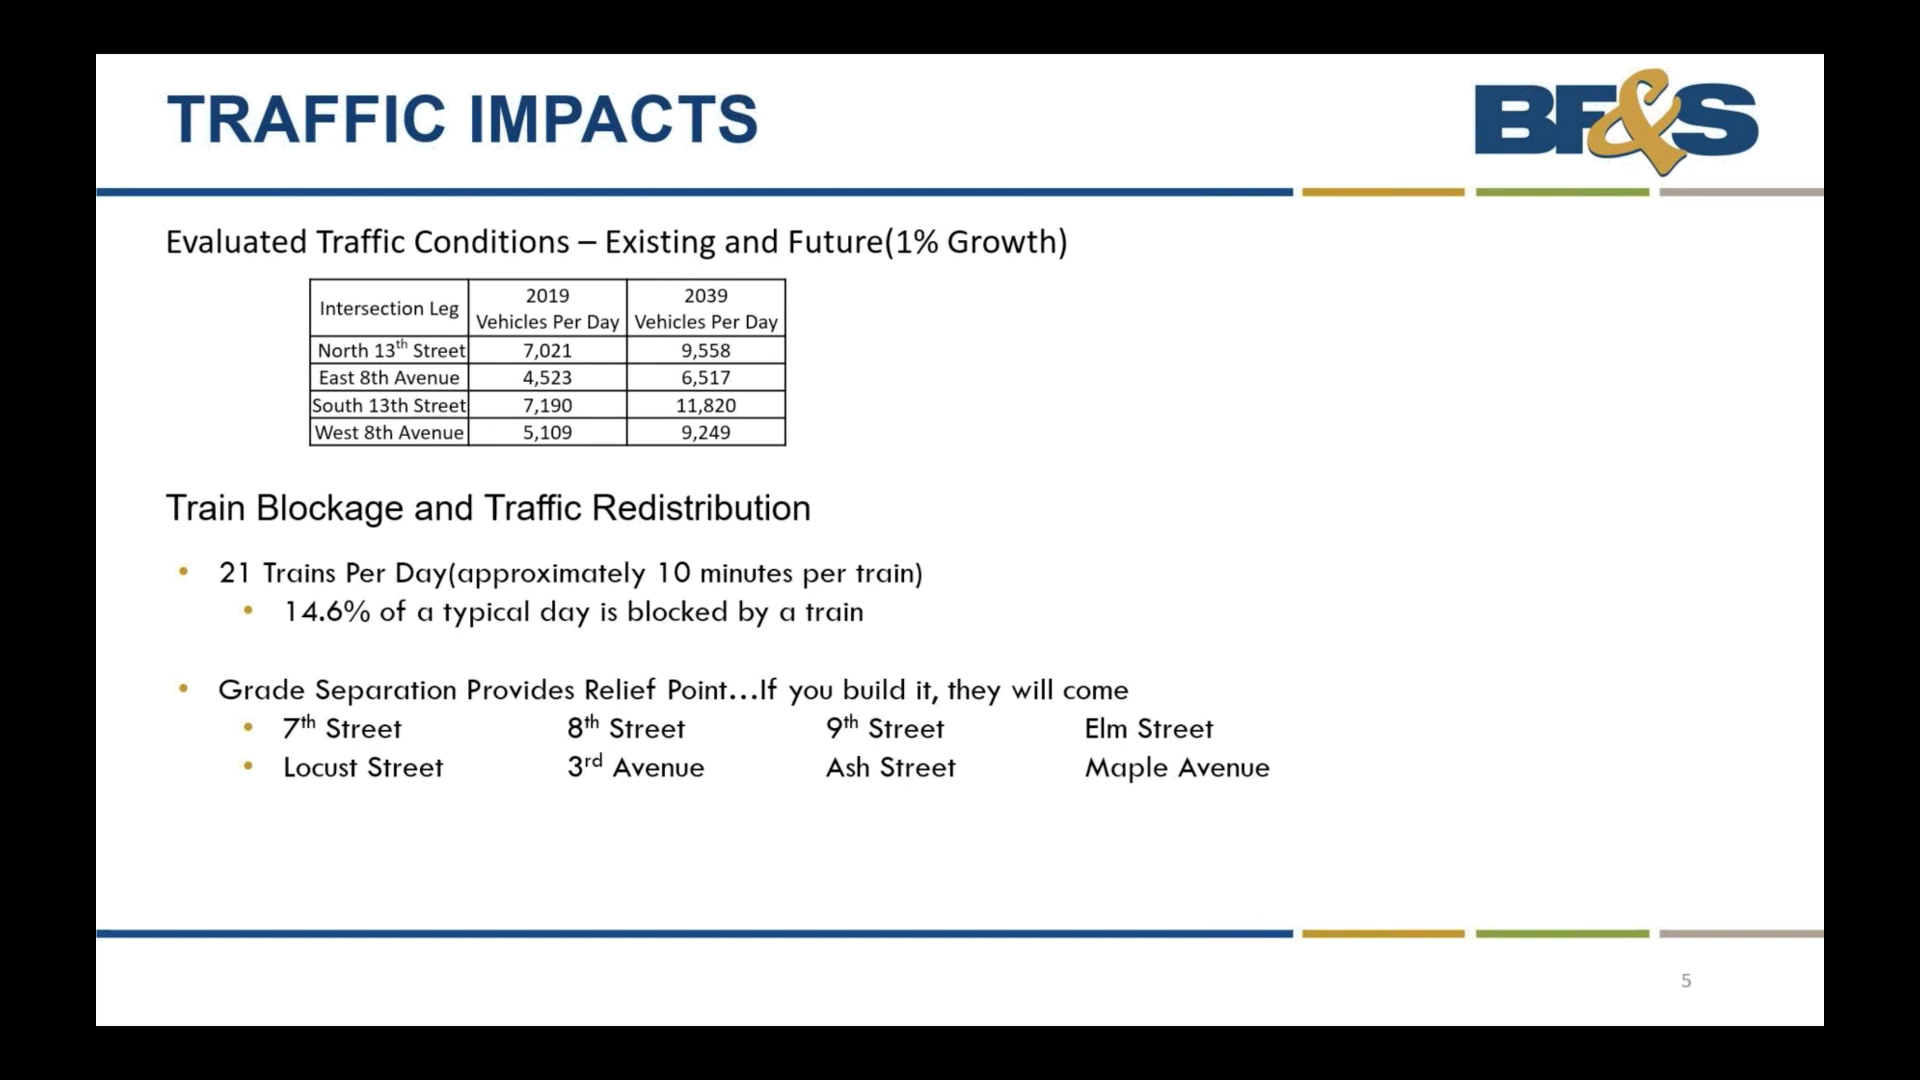 TRAFFIC IMPACTS
BF&S
Evaluated Traffic Conditions – Existing and Future(1% Growth)
Intersection Leg 2019 Vehicles Per Day 2039 Vehicles Per Day
North 13th Street 7,021 9,558
East 8th Avenue 4,523 6,517
South 13th Street 7,190 11,820
West 8th Avenue 5,109 9,249
Train Blockage and Traffic Redistribution
• 21 Trains Per Day(approximately 10 minutes per train)
• 14.6% of a typical day is blocked by a train
• Grade Separation Provides Relief Point...If you build it, they will come
• 7th Street 8th Street 9th Street Elm Street
• Locust Street 3rd Avenue Ash Street Maple Avenue
5